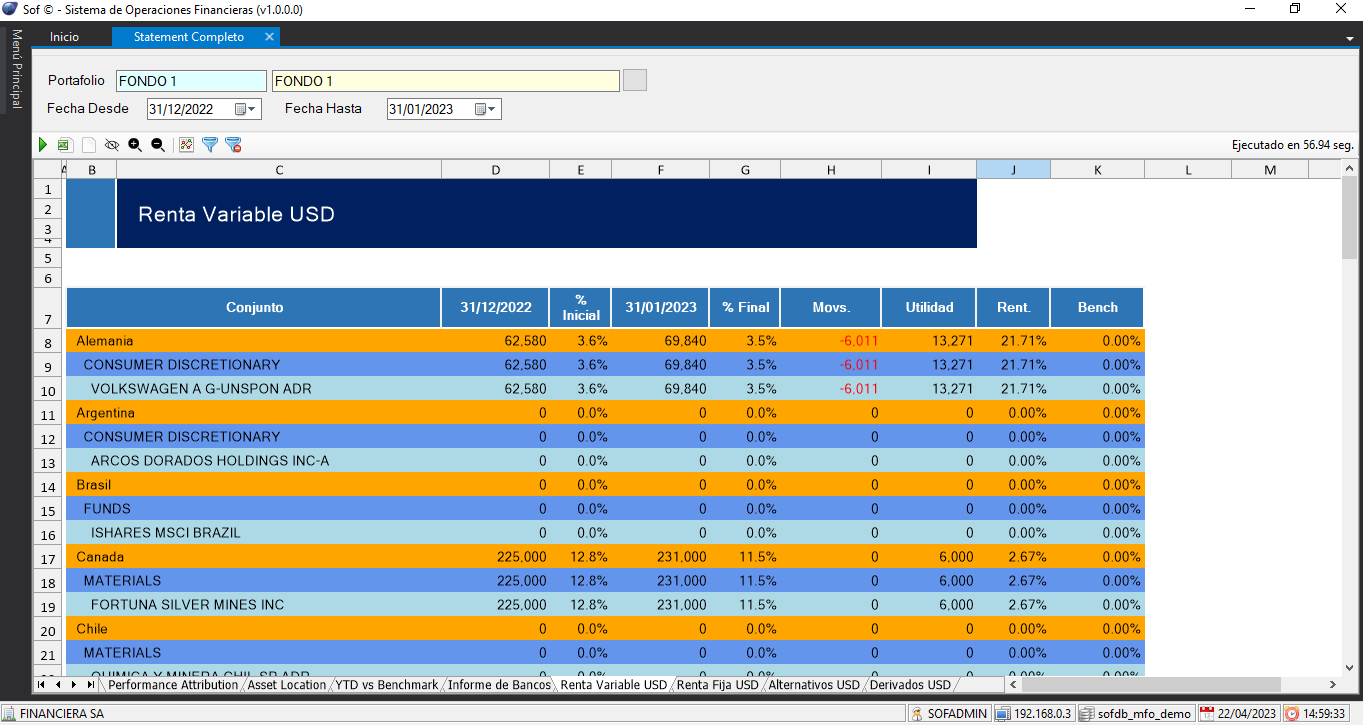 Sof © - Sistema de Operaciones Financieras (v1.0.0.0)
Menú Principal
Inicio Statement Completo
Portafolio FONDO 1 FONDO 1
Fecha Desde 31/12/2022 Fecha Hasta 31/01/2023
Ejecutado en 56.94 seg.
A B C D E F G H I J K L M
1
2 Renta Variable USD
3
4
5
6
7 Conjunto 31/12/2022 % Inicial 31/01/2023 % Final Movs. Utilidad Rent. Bench
8 Alemania 62,580 3.6% 69,840 3.5% -6,011 13,271 21.71% 0.00%
9 CONSUMER DISCRETIONARY 62,580 3.6% 69,840 3.5% -6,011 13,271 21.71% 0.00%
10 VOLKSWAGEN A G-UNSPON ADR 62,580 3.6% 69,840 3.5% -6,011 13,271 21.71% 0.00%
11 Argentina 0 0.0% 0 0.0% 0 0 0.00% 0.00%
12 CONSUMER DISCRETIONARY 0 0.0% 0 0.0% 0 0 0.00% 0.00%
13 ARCOS DORADOS HOLDINGS INC-A 0 0.0% 0 0.0% 0 0 0.00% 0.00%
14 Brasil 0 0.0% 0 0.0% 0 0 0.00% 0.00%
15 FUNDS 0 0.0% 0 0.0% 0 0 0.00% 0.00%
16 ISHARES MSCI BRAZIL 0 0.0% 0 0.0% 0 0 0.00% 0.00%
17 Canada 225,000 12.8% 231,000 11.5% 0 6,000 2.67% 0.00%
18 MATERIALS 225,000 12.8% 231,000 11.5% 0 6,000 2.67% 0.00%
19 FORTUNA SILVER MINES INC 225,000 12.8% 231,000 11.5% 0 6,000 2.67% 0.00%
20 Chile 0 0.0% 0 0.0% 0 0 0.00% 0.00%
21 MATERIALS 0 0.0% 0 0.0% 0 0 0.00% 0.00%
Performance Attribution Asset Location YTD vs Benchmark Informe de Bancos Renta Variable USD Renta Fija USD Alternativos USD Derivados USD
FINANCIERA SA SOFADMIN 192.168.0.3 sofdb_mfo_demo 22/04/2023 14:59:33